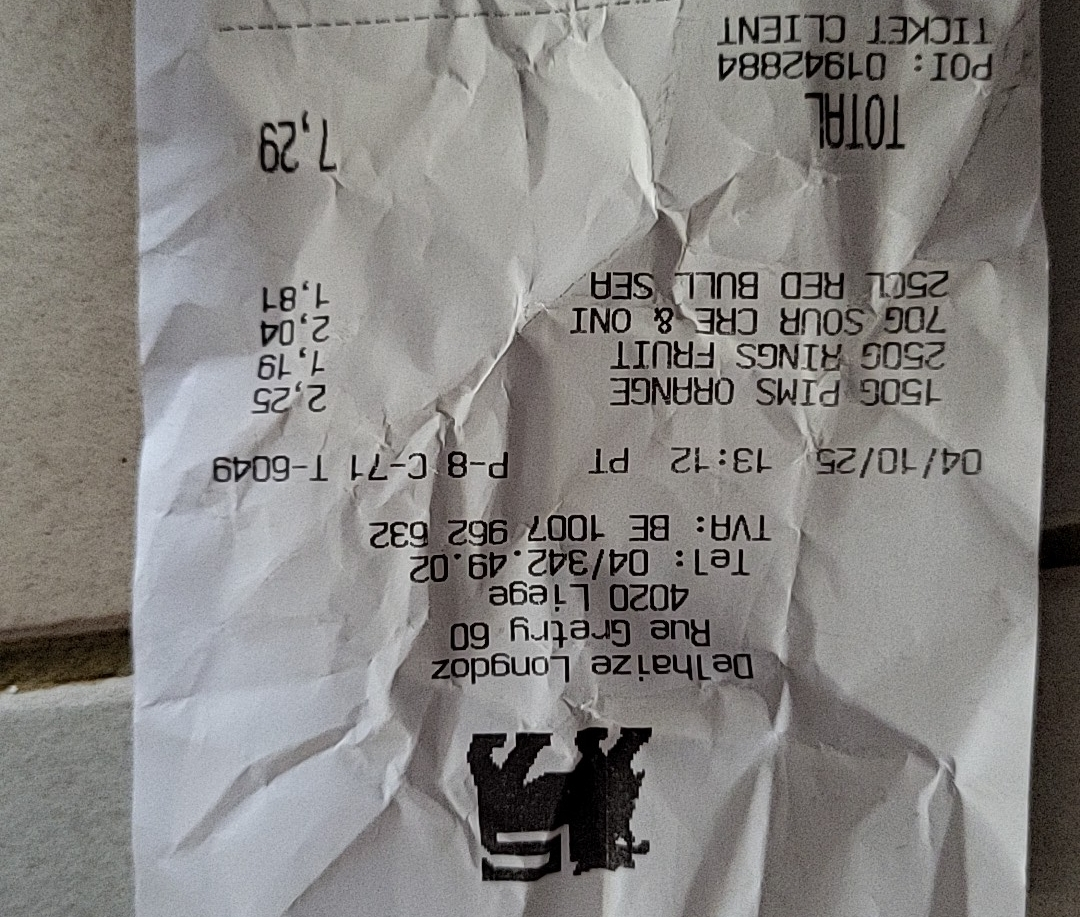 Delhaize Longdoz
Rue Gretry 60
4020 Liege
Tel: 04/342.49.02
TVA: BE 1007 962 632
04/10/25 13:12 PT P-8 C-71 T-6049
150G PIMS ORANGE 2,25
250G RINGS FRUIT 1,19
70G SOUR CRE & ONI 2,04
25CL RED BULL SEA 1,81
TOTAL 7,29
POI: 01942884
TICKET CLIENT